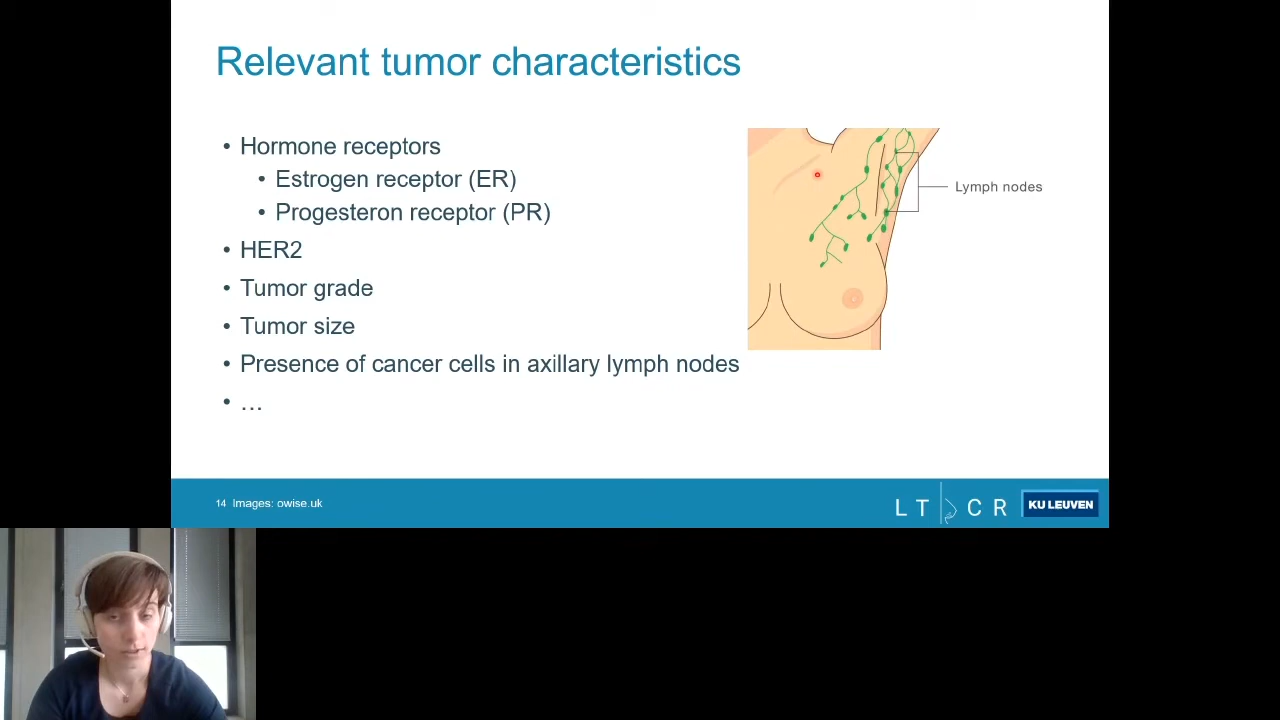 Relevant tumor characteristics
• Hormone receptors
• Estrogen receptor (ER)
• Progesteron receptor (PR)
• HER2
• Tumor grade
• Tumor size
• Presence of cancer cells in axillary lymph nodes
• …
Lymph nodes
14 Images: owise.uk
LTCR
KU LEUVEN